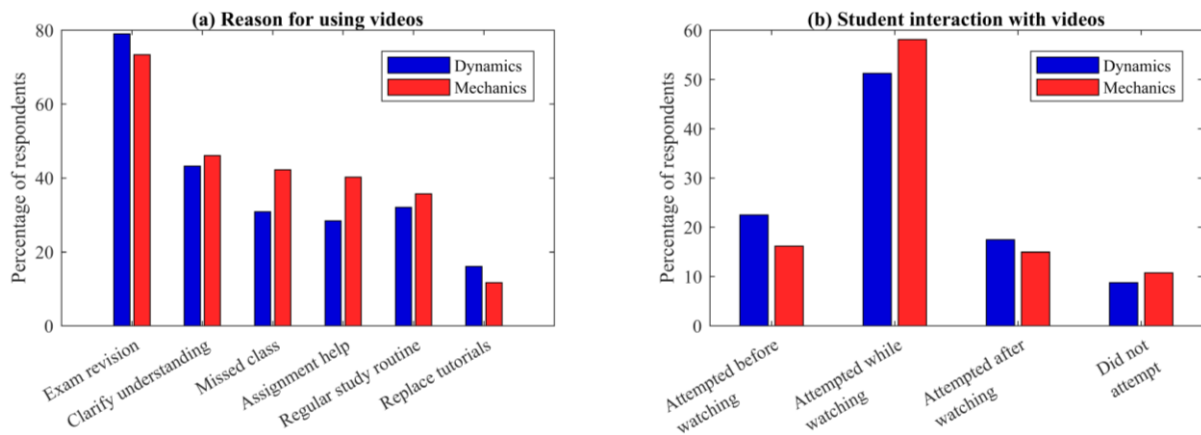 (a) Reason for using videos
Percentage of respondents
80
60
40
20
0
Dynamics
Mechanics
Exam revision
Clarify understanding
Missed class
Assignment help
Regular study routine
Replace tutorials
(b) Student interaction with videos
Percentage of respondents
60
50
40
30
20
10
0
Dynamics
Mechanics
Attempted before
watching
Attempted while
watching
Attempted after
watching
Did not
attempt